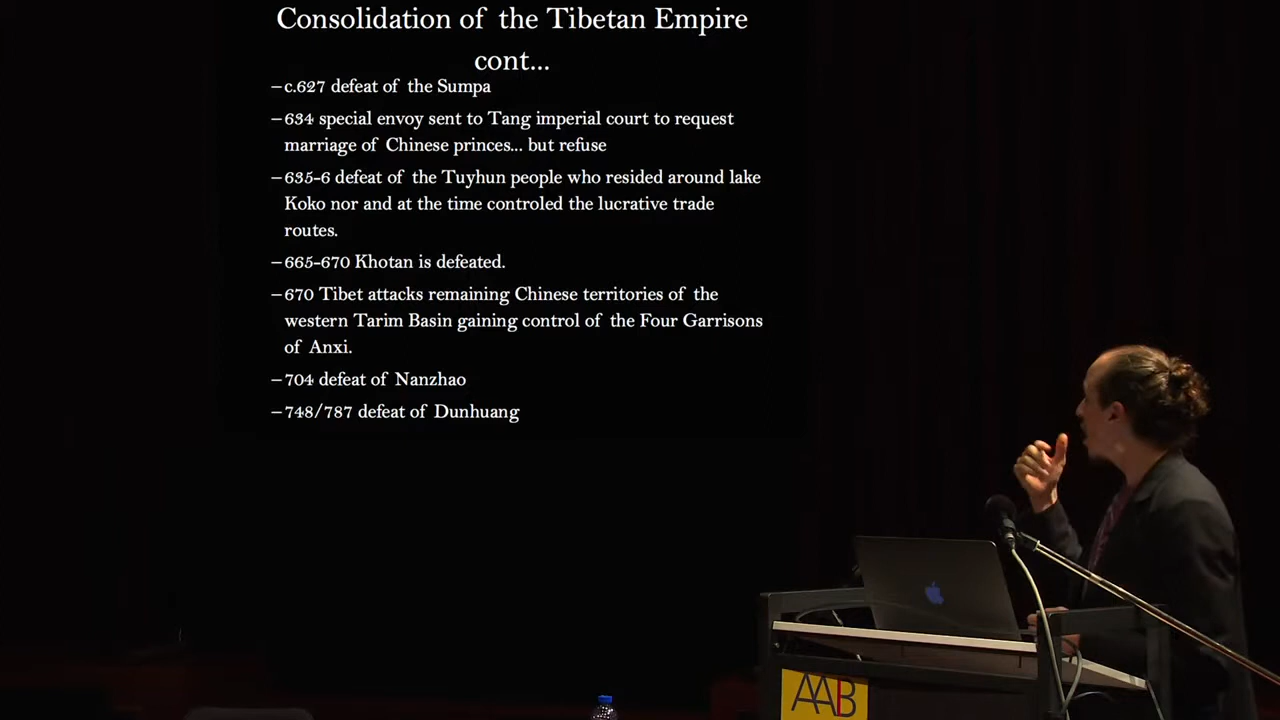 Consolidation of the Tibetan Empire
cont...
–c.627 defeat of the Sumpa
–634 special envoy sent to Tang imperial court to request
marriage of Chinese princes... but refuse
–635-6 defeat of the Tuyhun people who resided around lake
Koko nor and at the time controled the lucrative trade
routes.
–665-670 Khotan is defeated.
–670 Tibet attacks remaining Chinese territories of the
western Tarim Basin gaining control of the Four Garrisons
of Anxi.
–704 defeat of Nanzhao
–748/787 defeat of Dunhuang
AAB